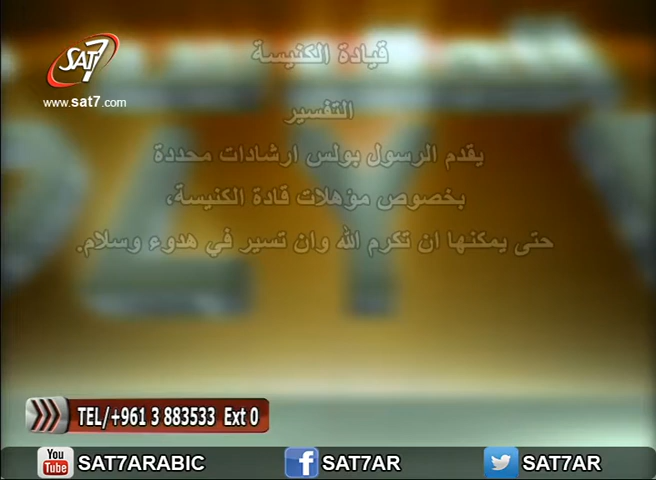 SAT7
www.sat7.com
قيادة الكنيسة
التفسير
يقدم الرسول بولس ارشادات محددة
بخصوص مؤهلات قادة الكنيسة،
حتى يمكنها ان تكرم الله وان تسير في هدوء وسلام.
TEL/+961 3 883533 Ext 0
You Tube SAT7ARABIC f SAT7AR SAT7AR